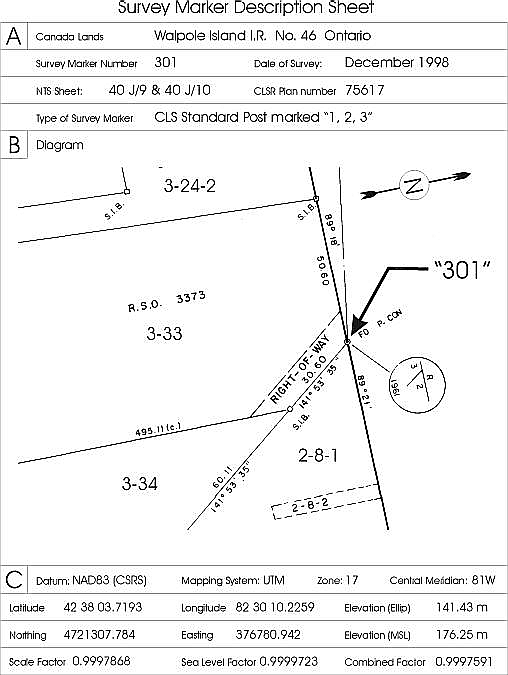 Survey Marker Description Sheet
A Canada Lands Walpole Island I.R. No. 46 Ontario
Survey Marker Number 301 Date of Survey: December 1998
NTS Sheet: 40 J/9 & 40 J/10 CLSR Plan number 75617
Type of Survey Marker CLS Standard Post marked "1, 2, 3"
B Diagram
3-24-2
S.I.B.
N
S.I.B.
89° 18'
50.60
"301"
R.S.O. 3373
3-33
FD P. CON
RIGHT-OF-WAY
30.60
141° 53' 35"
89° 21'
R
3 2
1961
S.I.B.
495.11 (c.)
2-8-1
3-34
60.11
141° 53' 35"
2-8-2
C Datum: NAD83 (CSRS) Mapping System: UTM Zone: 17 Central Meridian: 81W
Latitude 42 38 03.7193 Longitude 82 30 10.2259 Elevation (Ellip) 141.43 m
Northing 4721307.784 Easting 376780.942 Elevation (MSL) 176.25 m
Scale Factor 0.9997868 Sea Level Factor 0.9999723 Combined Factor 0.9997591